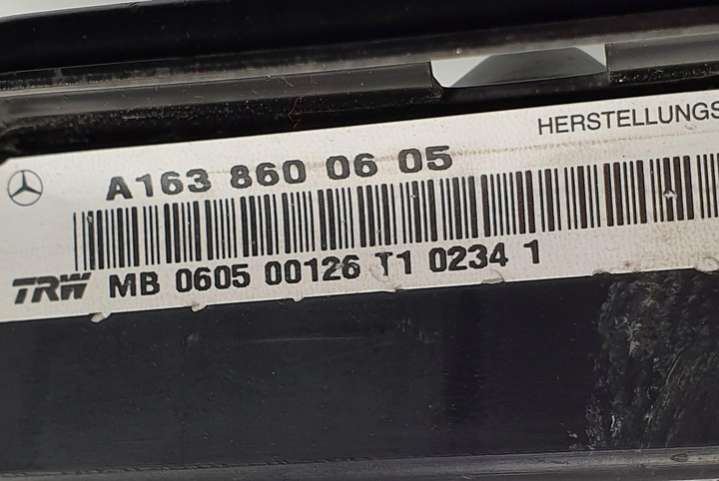 HERSTELLUNGS
A163 860 06 05
TRW MB 0605 00126 T1 0234 1